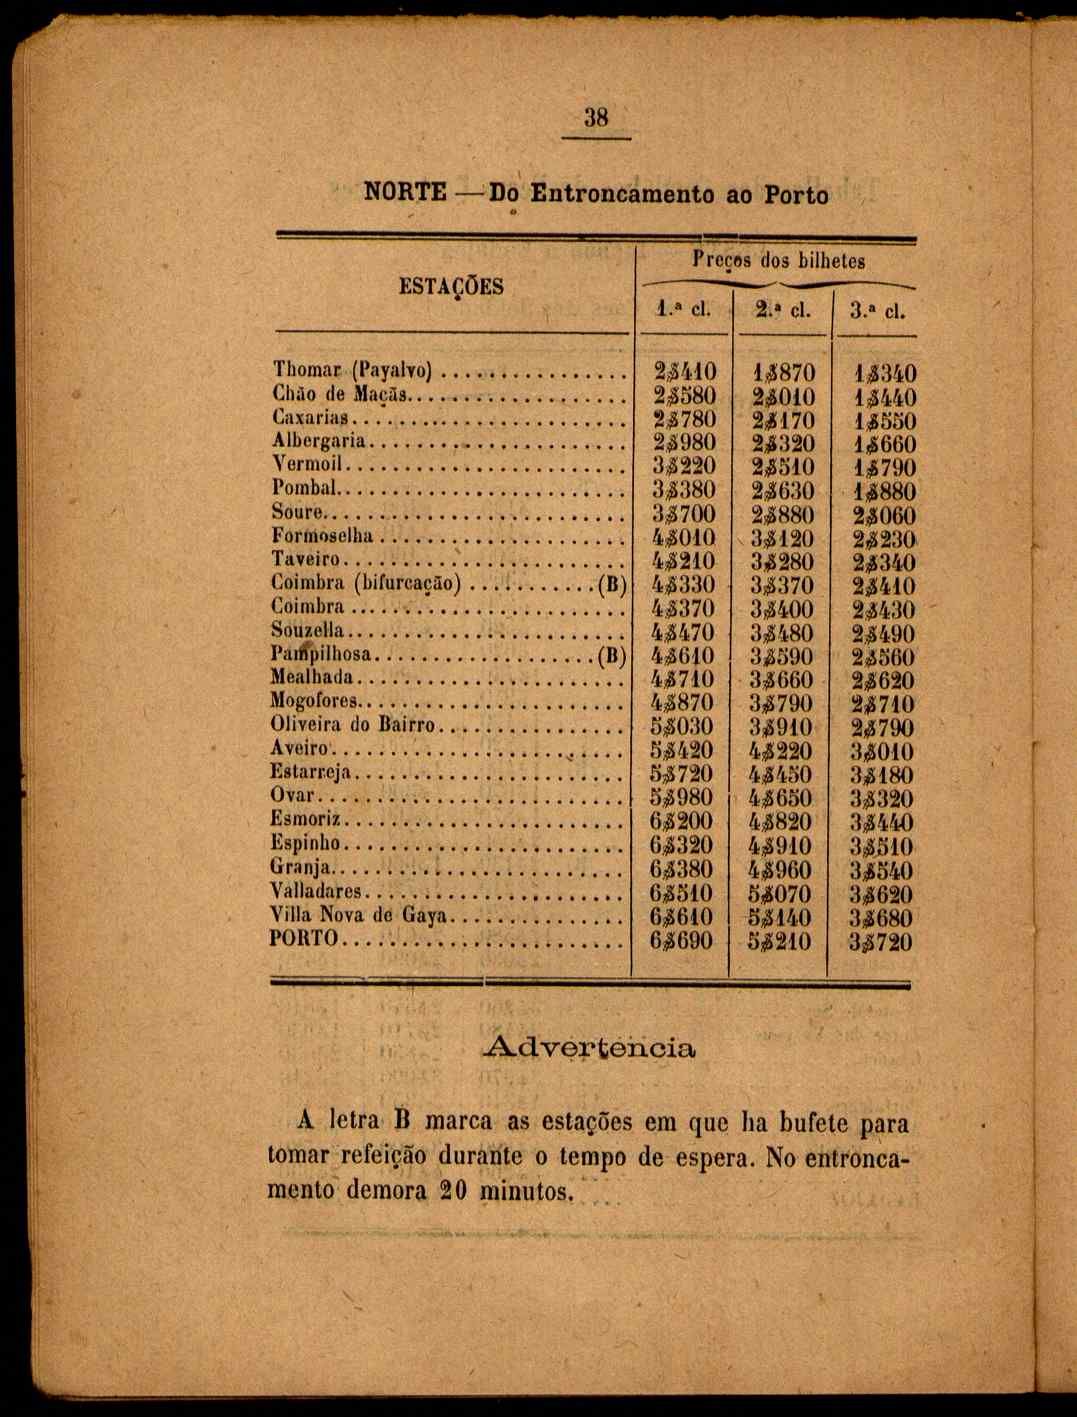 38
NORTE — Do Entroncamento ao Porto
ESTAÇÕES
Preços dos bilhetes
1.ª cl. 2.ª cl. 3.ª cl.
Thomar (Payalvo) ................ 2$410 1$870 1$340
Chão de Maçãs................... 2$580 2$010 1$440
Caxarias........................ 2$780 2$170 1$550
Albergaria...................... 2$980 2$320 1$660
Vermoil......................... 3$220 2$510 1$790
Pombal.......................... 3$380 2$630 1$880
Soure........................... 3$700 2$880 2$060
Formoselha ..................... 4$010 3$120 2$230
Taveiro......................... 4$210 3$280 2$340
Coimbra (bifurcação) ...........(B) 4$330 3$370 2$410
Coimbra ........................ 4$370 3$400 2$430
Souzella........................ 4$470 3$480 2$490
Pampilhosa...................(B) 4$610 3$590 2$560
Mealhada........................ 4$710 3$660 2$620
Mogofores....................... 4$870 3$790 2$710
Oliveira do Bairro................ 5$030 3$910 2$790
Aveiro.......................... 5$420 4$220 3$010
Estarreja....................... 5$720 4$450 3$180
Ovar............................ 5$980 4$650 3$320
Esmoriz......................... 6$200 4$820 3$440
Espinho......................... 6$320 4$910 3$510
Granja.......................... 6$380 4$960 3$540
Valladares...................... 6$510 5$070 3$620
Villa Nova de Gaya............... 6$610 5$140 3$680
PORTO........................... 6$690 5$210 3$720
Advertencia
A letra B marca as estações em que ha bufete para
tomar refeição durante o tempo de espera. No entronca-
mento demora 20 minutos.